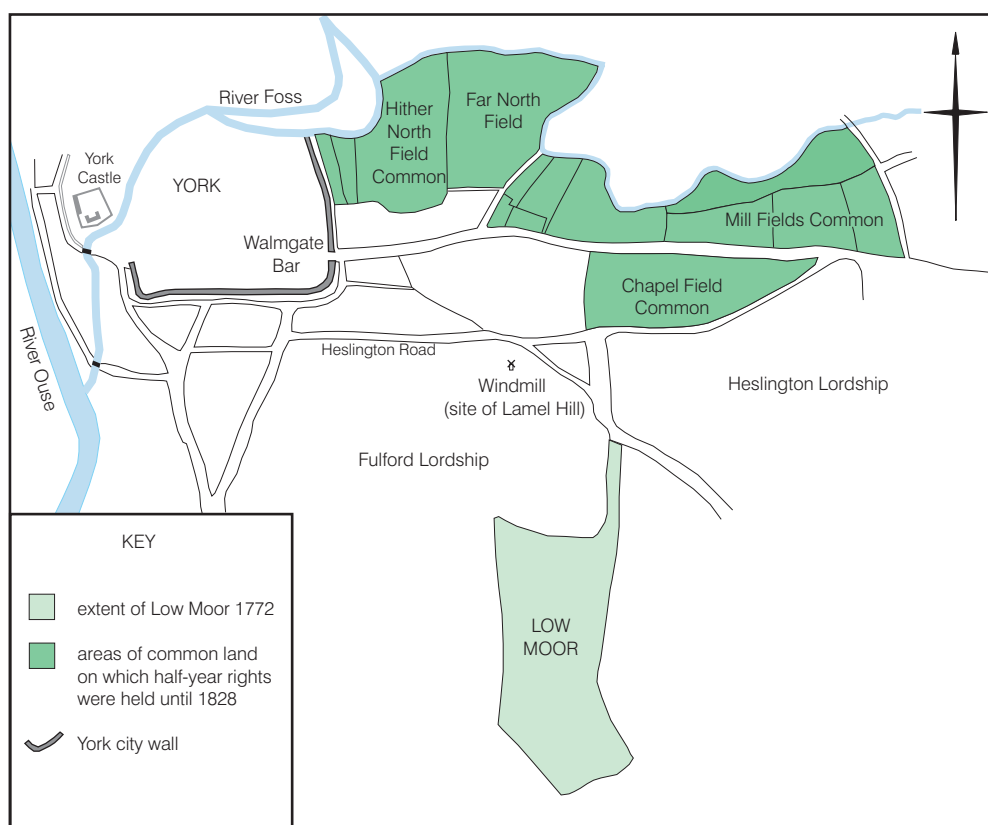 River Foss
Hither
North
Field
Common
Far North
Field
York
Castle
YORK
Walmgate
Bar
Mill Fields Common
Chapel Field
Common
River Ouse
Heslington Road
Windmill
(site of Lamel Hill)
Heslington Lordship
Fulford Lordship
LOW
MOOR
KEY
extent of Low Moor 1772
areas of common land
on which half-year rights
were held until 1828
York city wall